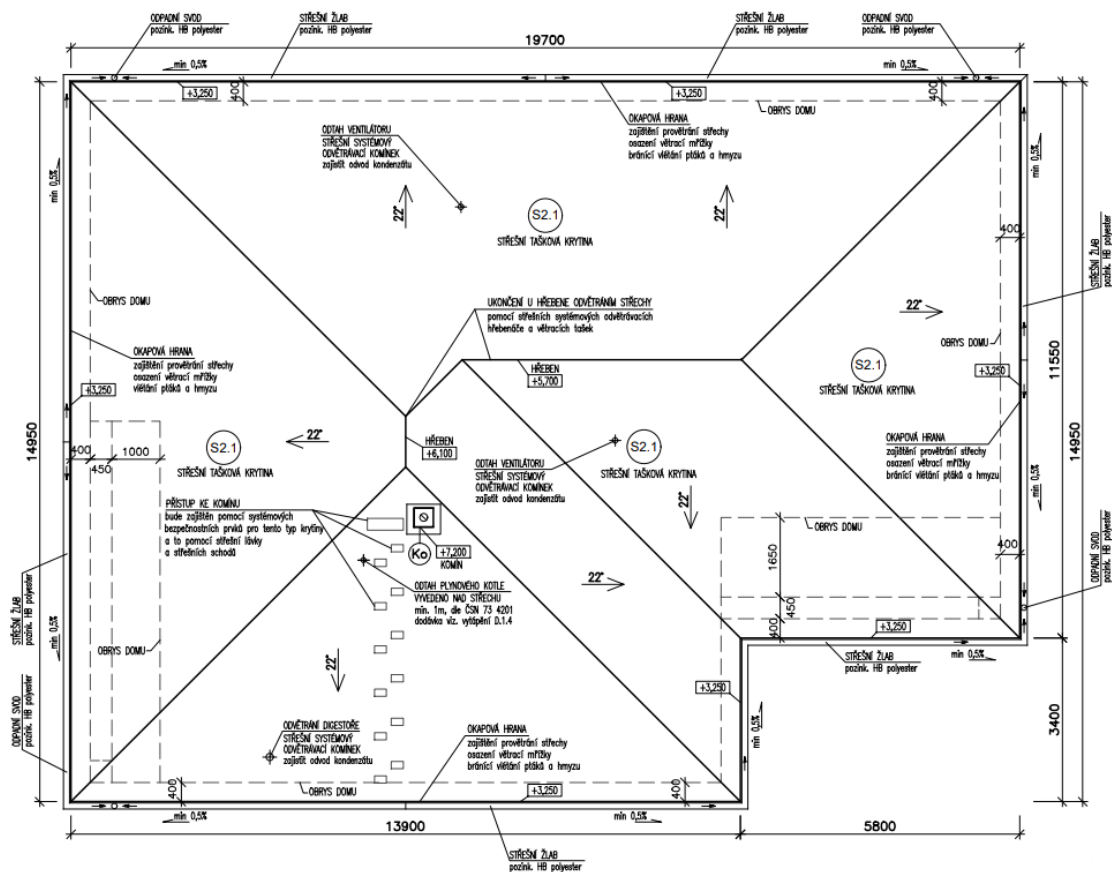 ODPADNÍ SVOD
pozink. HB polyester
STŘEŠNÍ ŽLAB
pozink. HB polyester
STŘEŠNÍ ŽLAB
pozink. HB polyester
ODPADNÍ SVOD
pozink. HB polyester
19700
min 0,5%
min 0,5%
+3,250
400
+3,250
400
OBRYS DOMU
OKAPOVÁ HRANA
zajištění provětrání střechy
osazení větrací mřížky
bránící vlétání ptáků a hmyzu
ODTAH VENTILÁTORU
STŘEŠNÍ SYSTÉMOVÝ
ODVĚTRÁVACÍ KOMÍNEK
zajistit odvod kondenzátu
min 0,5%
min 0,5%
22°
22°
S2.1
STŘEŠNÍ TAŠKOVÁ KRYTINA
400
STŘEŠNÍ ŽLAB
pozink. HB polyester
OBRYS DOMU
UKONČENÍ U HŘEBENE ODVĚTRÁNÍM STŘECHY
pomocí střešních systémových odvětrávacích
hřebenáče a větracích tašek
22°
OBRYS DOMU
OKAPOVÁ HRANA
zajištění provětrání střechy
osazení větrací mřížky
vlétání ptáků a hmyzu
HŘEBEN
+5,700
S2.1
STŘEŠNÍ TAŠKOVÁ KRYTINA
+3,250
11550
+3,250
14950
14950
OKAPOVÁ HRANA
zajištění provětrání střechy
osazení větrací mřížky
bránící vlétání ptáků a hmyzu
S2.1
STŘEŠNÍ TAŠKOVÁ KRYTINA
22°
400
450
1000
HŘEBEN
+6,100
S2.1
STŘEŠNÍ TAŠKOVÁ KRYTINA
ODTAH VENTILÁTORU
STŘEŠNÍ SYSTÉMOVÝ
ODVĚTRÁVACÍ KOMÍNEK
zajistit odvod kondenzátu
22°
min 0,5%
PŘÍSTUP KE KOMÍNU
bude zajištěn pomocí systémových
bezpečnostních prvků pro tento typ krytiny
a to pomocí střešní lávky
a střešních schodů
Ko
+7,200
KOMÍN
OBRYS DOMU
1650
400
ODPADNÍ SVOD
pozink. HB polyester
ODTAH PLYNOVÉHO KOTLE
VYVEDENO NAD STŘECHU
min. 1m, dle ČSN 73 4201
dodávka viz. vytápění D.1.4
22°
450
400
+3,250
STŘEŠNÍ ŽLAB
pozink. HB polyester
min 0,5%
OBRYS DOMU
22°
STŘEŠNÍ ŽLAB
pozink. HB polyester
min 0,5%
+3,250
3400
ODPADNÍ SVOD
pozink. HB polyester
ODVĚTRÁNÍ DIGESTOŘE
STŘEŠNÍ SYSTÉMOVÝ
ODVĚTRÁVACÍ KOMÍNEK
zajistit odvod kondenzátu
OKAPOVÁ HRANA
zajištění provětrání střechy
osazení větrací mřížky
bránící vlétání ptáků a hmyzu
min 0,5%
400
OBRYS DOMU
+3,250
400
min 0,5%
min 0,5%
13900
5800
STŘEŠNÍ ŽLAB
pozink. HB polyester